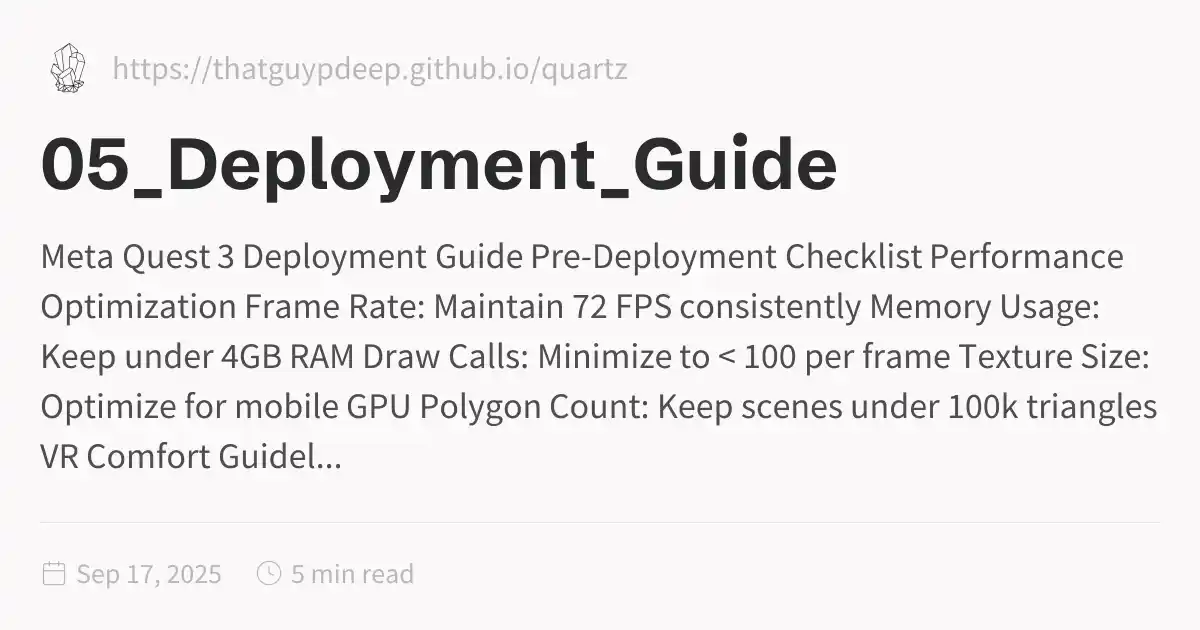 https://thatguypdeep.github.io/quartz
05_Deployment_Guide
Meta Quest 3 Deployment Guide Pre-Deployment Checklist Performance
Optimization Frame Rate: Maintain 72 FPS consistently Memory Usage:
Keep under 4GB RAM Draw Calls: Minimize to < 100 per frame Texture Size:
Optimize for mobile GPU Polygon Count: Keep scenes under 100k triangles
VR Comfort Guidel...
Sep 17, 2025 5 min read